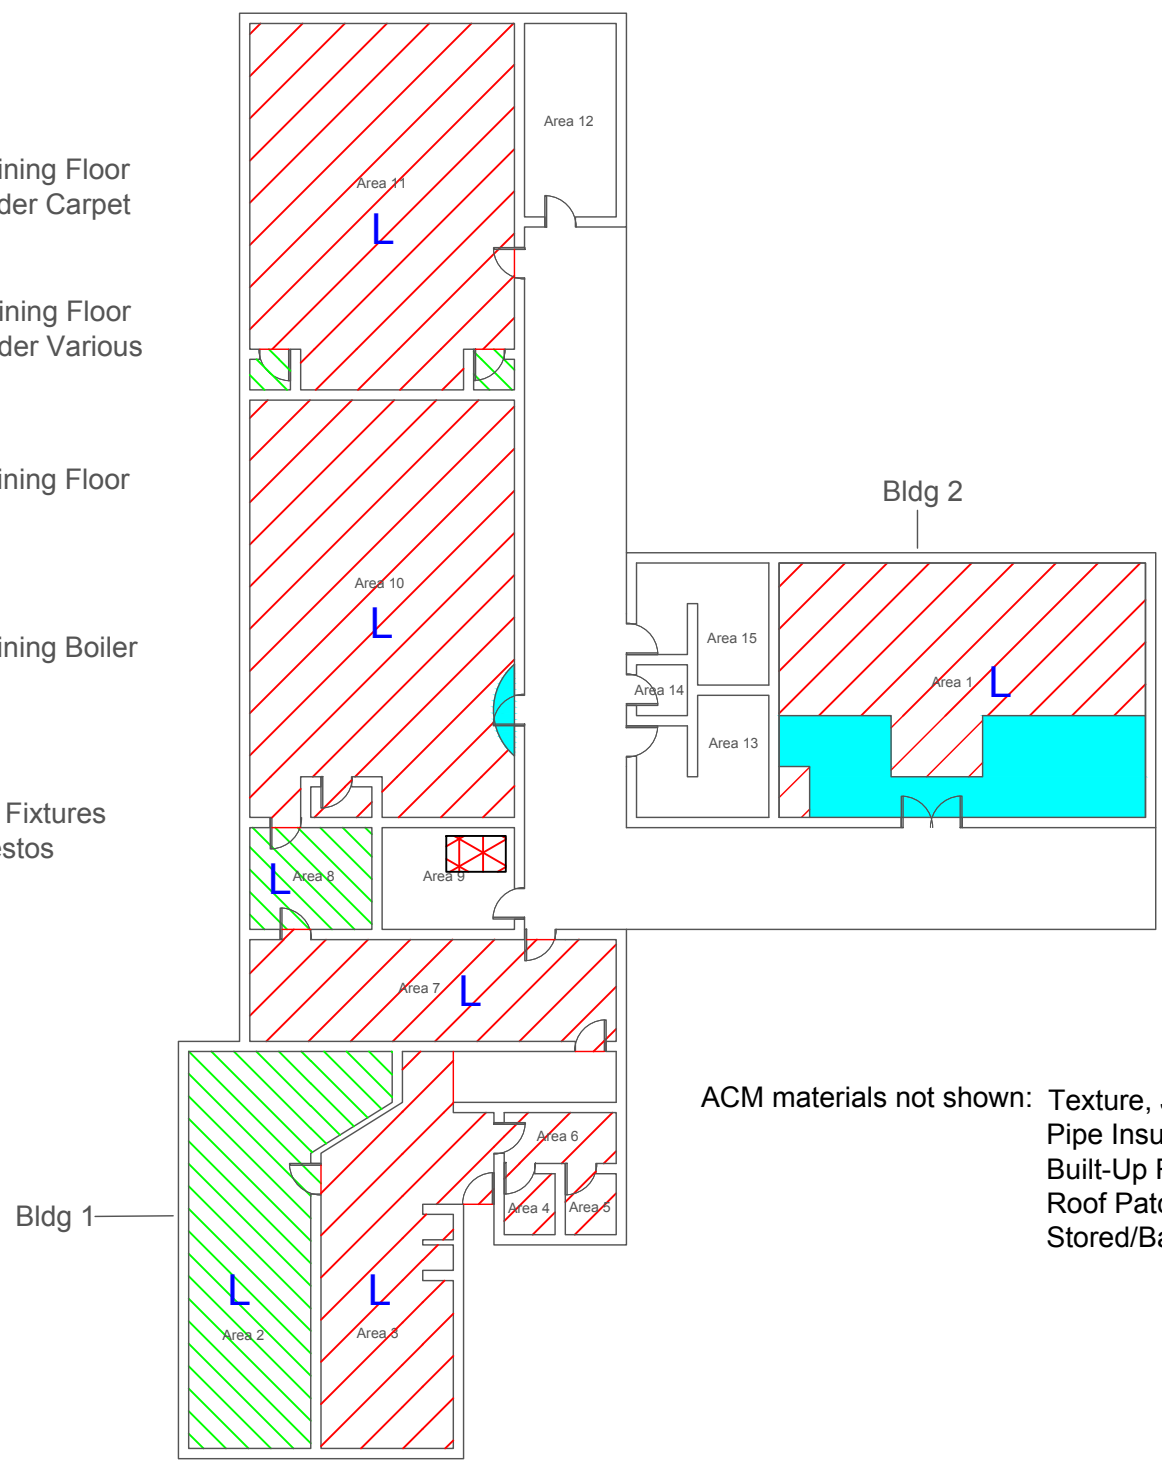 Area 12
ining Floor
der Carpet
Area 11
L
ining Floor
der Various
ining Floor
Bldg 2
Area 10
L
ining Boiler
Area 15
Area 14
Area 1
L
Area 13
Fixtures
estos
L
Area 8
Area 9
Area 7
L
ACM materials not shown:
Texture,
Pipe Insu
Built-Up
Roof Pat
Stored/Ba
Area 6
Area 4
Area 5
Bldg 1
L
L
Area 2
Area 3